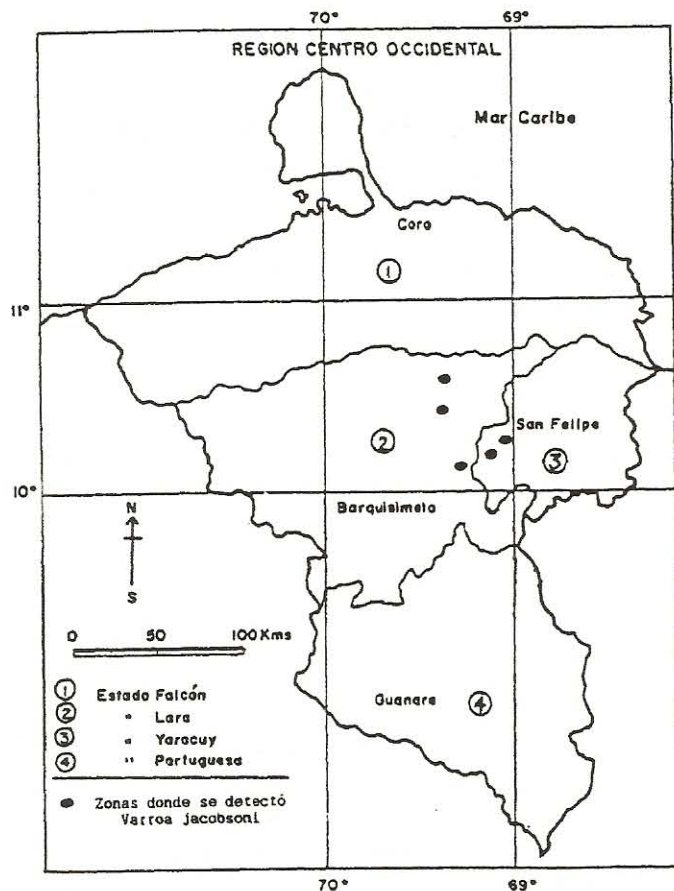 70° 69°
REGION CENTRO OCCIDENTAL
Mar Caribe
Coro
1
11°
San Felipe
2
3
10°
Barquisimeto
N
S
0 50 100 Kms
Guanare 4
1 Estado Falcón
2 " Lara
3 " Yaracuy
4 " Portuguesa
Zonas donde se detectó
Varroa jacobsoni
70° 69°